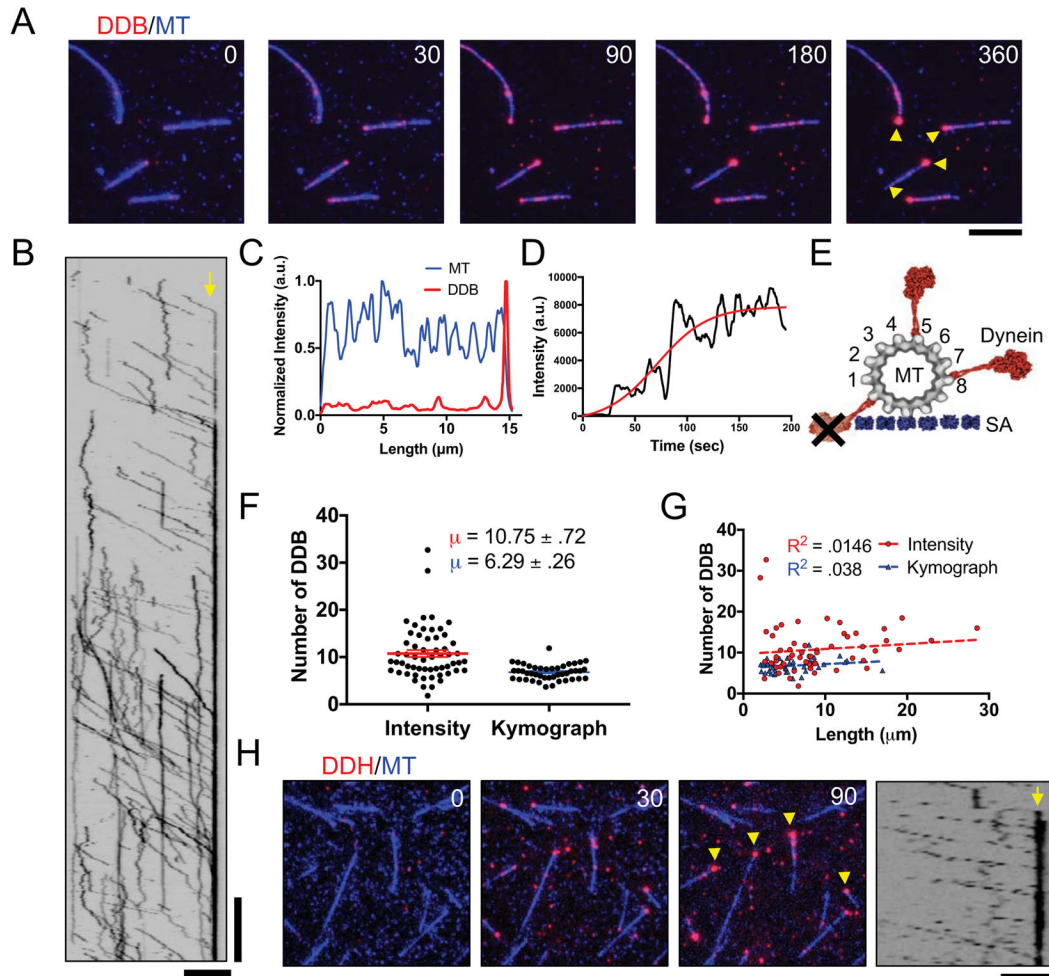 A
DDB/MT
0
30
90
180
360
B
C
MT
DDB
Normalized Intensity (a.u.)
1.0
0.5
0.0
0
5
10
15
Length (μm)
D
Intensity (a.u.)
10000
8000
6000
4000
2000
0
0
50
100
150
200
Time (sec)
E
1
2
3
4
5
6
7
8
MT
Dynein
SA
F
μ = 10.75 ± .72
μ = 6.29 ± .26
Number of DDB
40
30
20
10
0
Intensity
Kymograph
G
R² = .0146
Intensity
R² = .038
Kymograph
Number of DDB
40
30
20
10
0
0
10
20
30
Length (μm)
H
DDH/MT
0
30
90